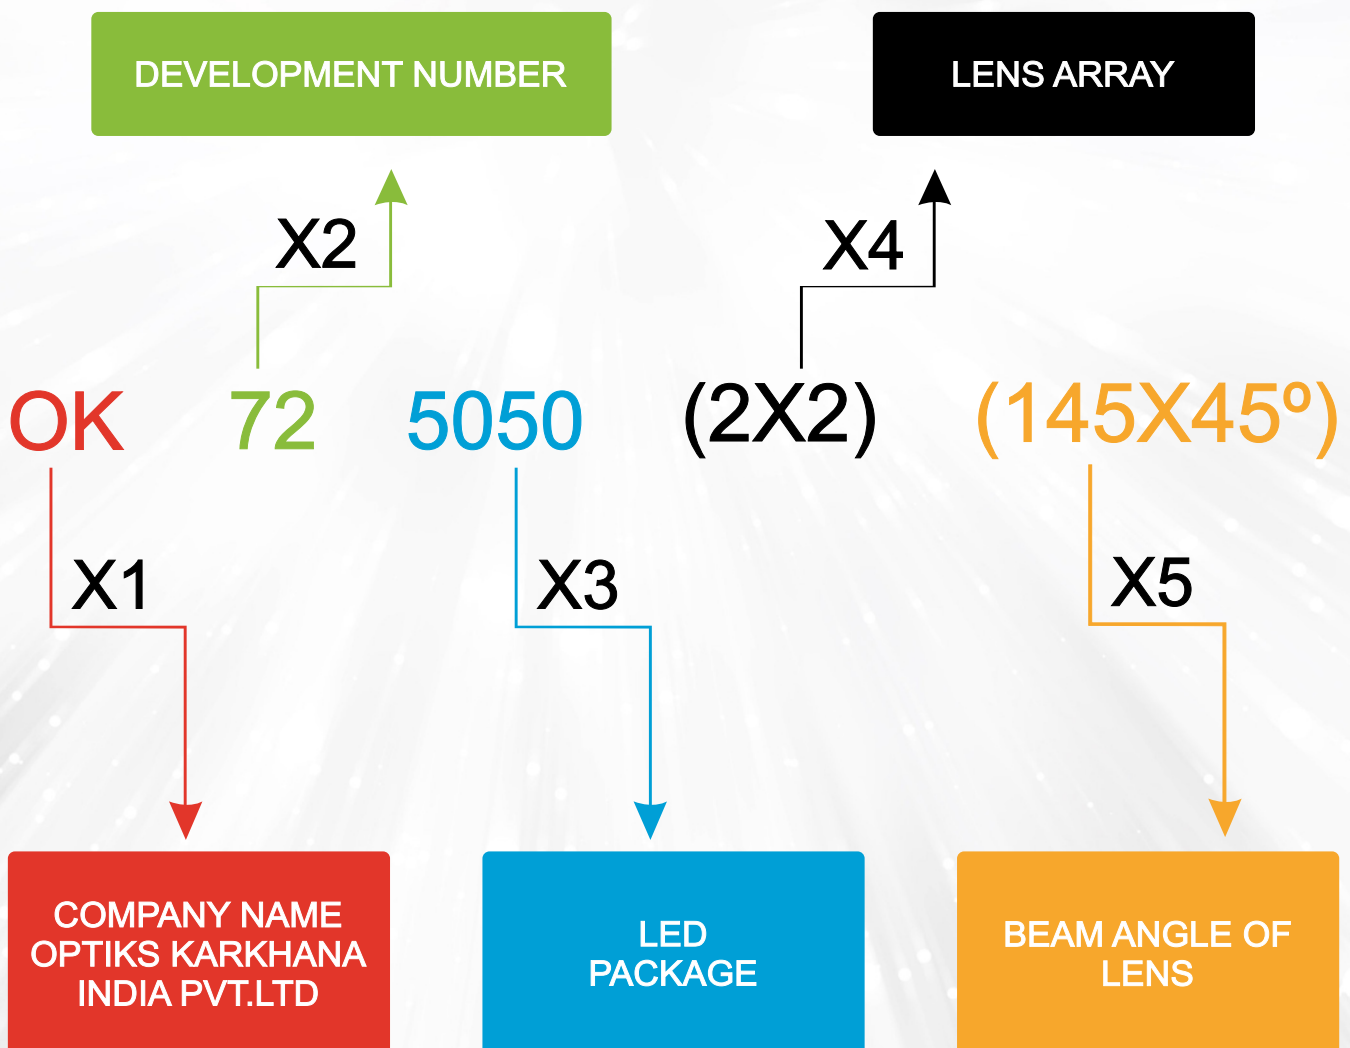 DEVELOPMENT NUMBER
LENS ARRAY
X2
X4
OK 72 5050 (2X2) (145X45º)
X1
X3
X5
COMPANY NAME
OPTIKS KARKHANA
INDIA PVT.LTD
LED
PACKAGE
BEAM ANGLE OF
LENS